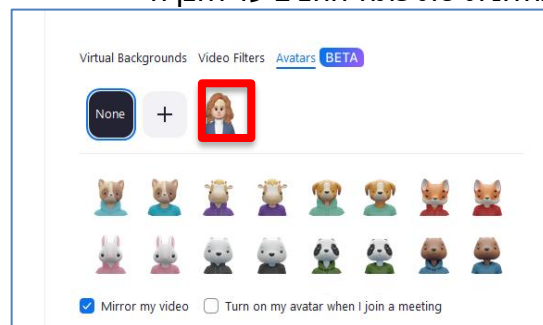 Virtual Backgrounds Video Filters Avatars BETA
None +
Mirror my video Turn on my avatar when I join a meeting